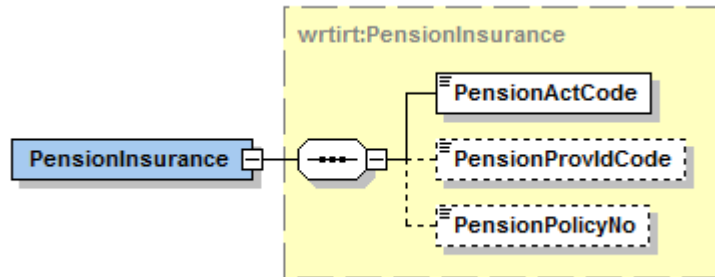 wrtirt:PensionInsurance
PensionActCode
PensionInsurance
PensionProvIdCode
PensionPolicyNo